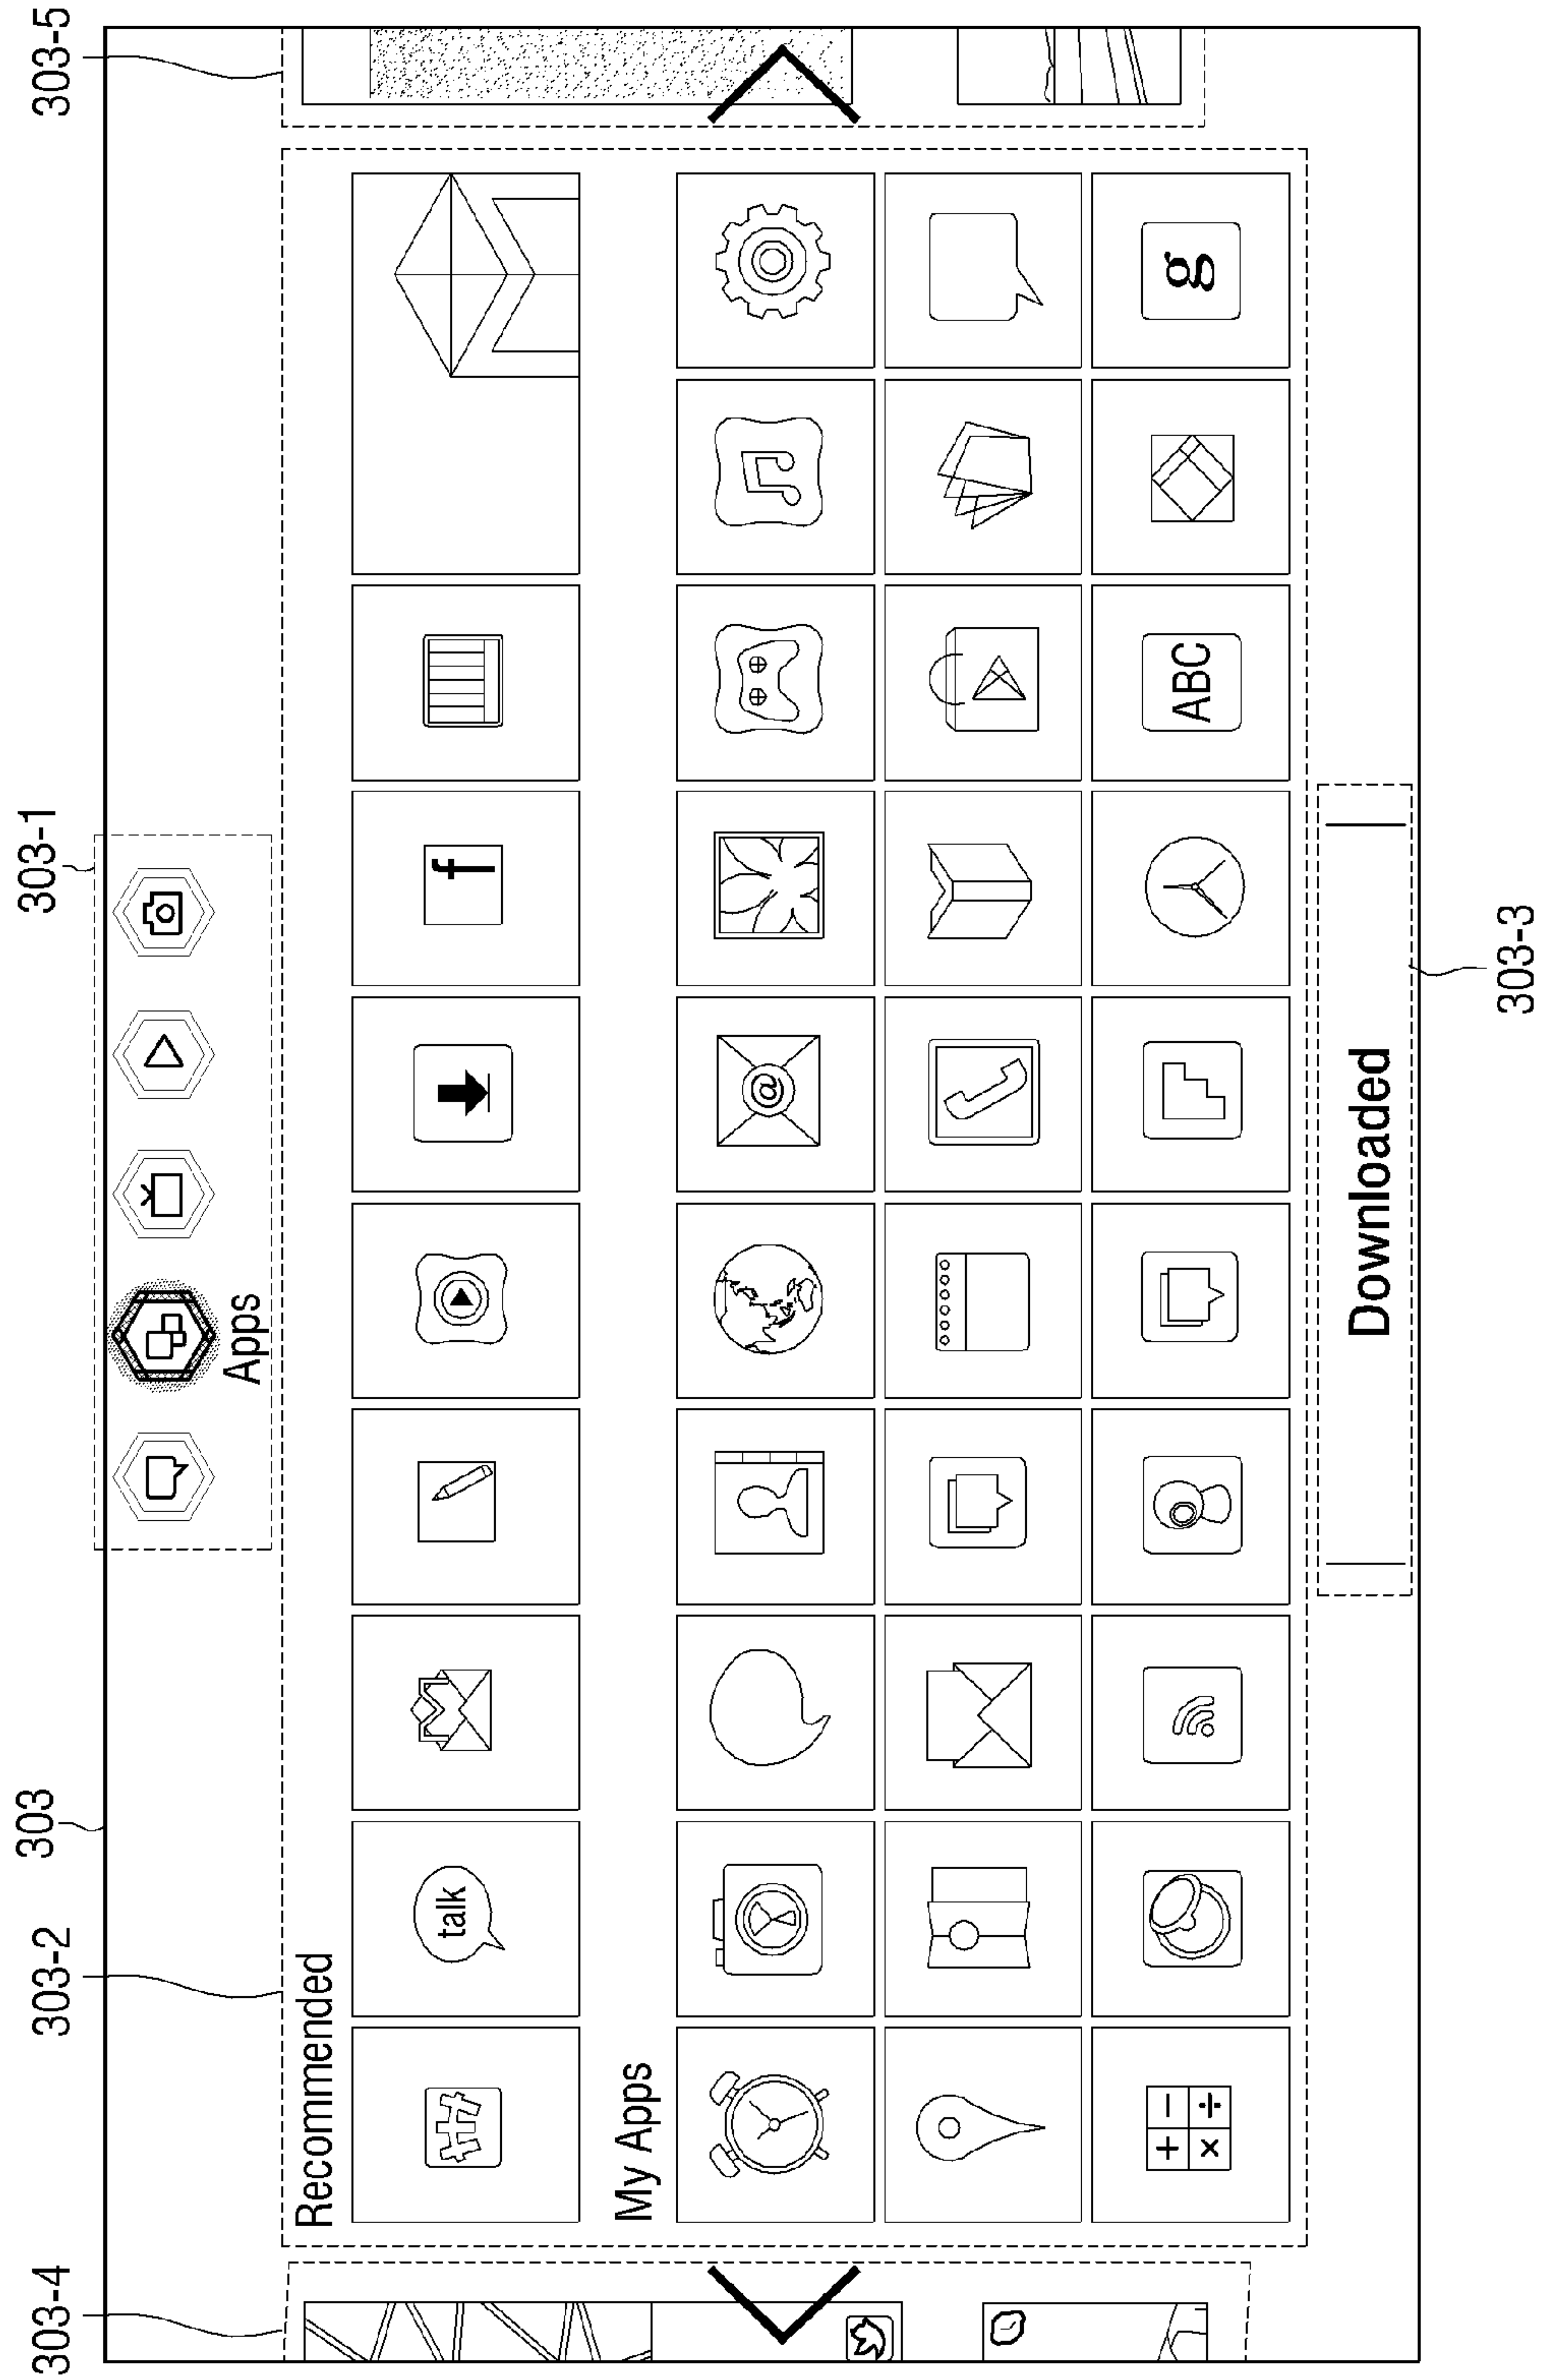 303
303-1
303-2
303-4
303-5
Apps
Recommended
talk
f
My Apps
@
+ −
× ÷
ABC
g
Downloaded
303-3